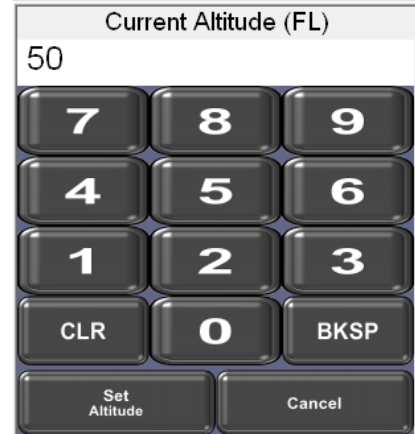 Current Altitude (FL)
50
7 8 9
4 5 6
1 2 3
CLR 0 BKSP
Set
Altitude
Cancel